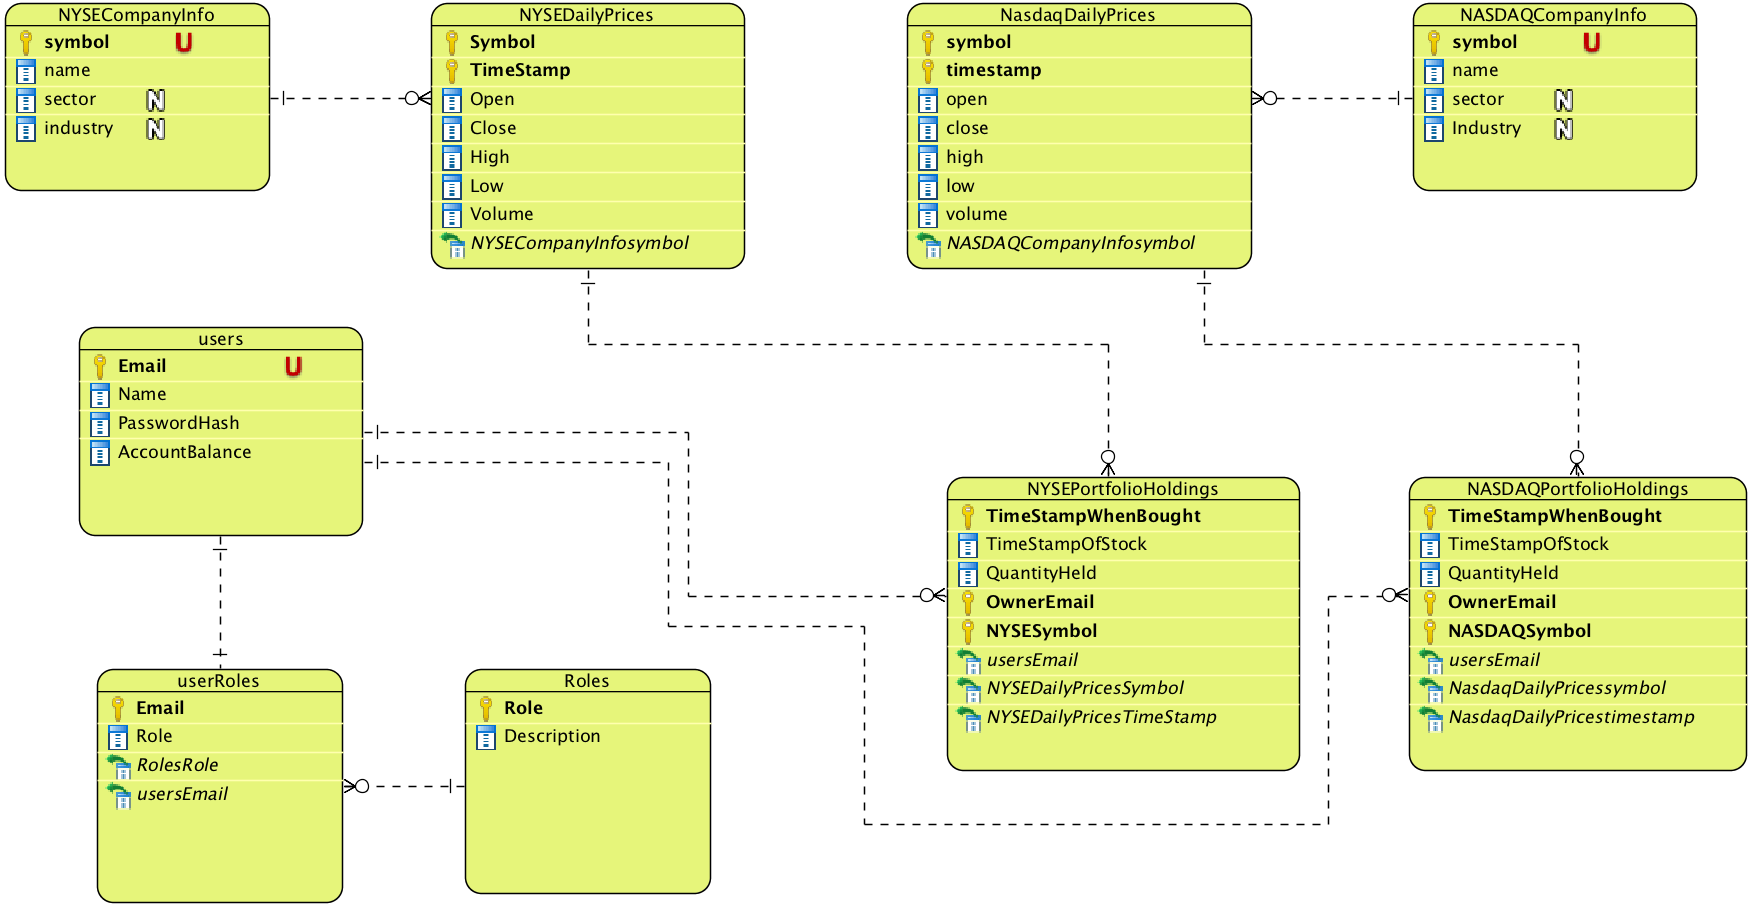 NYSECompanyInfo
symbol U
name
sector N
industry N
NYSEDailyPrices
Symbol
TimeStamp
Open
Close
High
Low
Volume
NYSECompanyInfosymbol
NasdaqDailyPrices
symbol
timestamp
open
close
high
low
volume
NASDAQCompanyInfosymbol
NASDAQCompanyInfo
symbol U
name
sector N
Industry N
users
Email U
Name
PasswordHash
AccountBalance
NYSEPortfolioHoldings
TimeStampWhenBought
TimeStampOfStock
QuantityHeld
OwnerEmail
NYSESymbol
usersEmail
NYSEDailyPricesSymbol
NYSEDailyPricesTimeStamp
NASDAQPortfolioHoldings
TimeStampWhenBought
TimeStampOfStock
QuantityHeld
OwnerEmail
NASDAQSymbol
usersEmail
NasdaqDailyPricessymbol
NasdaqDailyPricestimestamp
userRoles
Email
Role
RolesRole
usersEmail
Roles
Role
Description